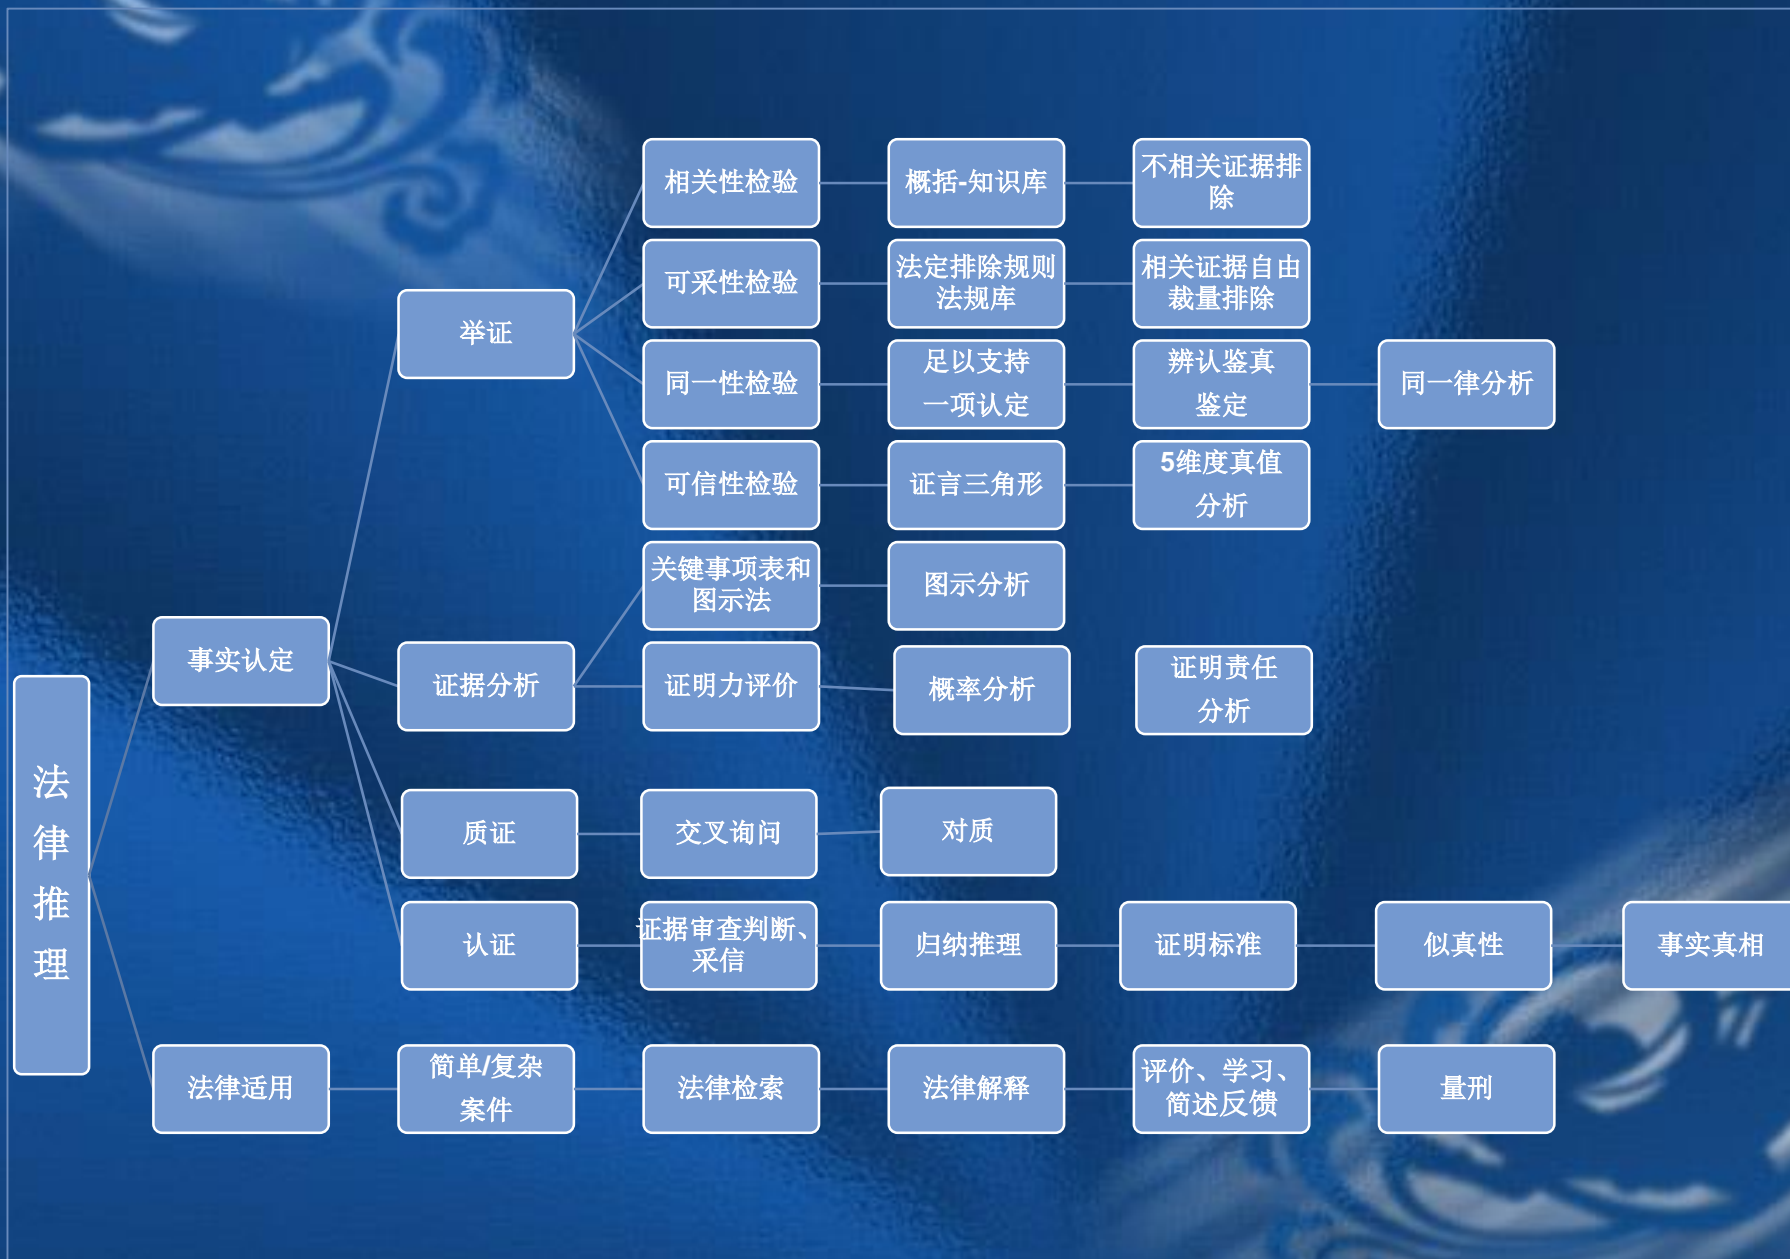 相关性检验
概括-知识库
不相关证据排
除
可采性检验
法定排除规则
法规库
相关证据自由
裁量排除
举证
同一性检验
足以支持
一项认定
辨认鉴真
鉴定
同一律分析
可信性检验
证言三角形
5维度真值
分析
关键事项表和
图示法
图示分析
事实认定
证据分析
证明力评价
概率分析
证明责任
分析
法
律
推
理
质证
交叉询问
对质
认证
证据审查判断、
采信
归纳推理
证明标准
似真性
事实真相
法律适用
简单/复杂
案件
法律检索
法律解释
评价、学习、
简述反馈
量刑